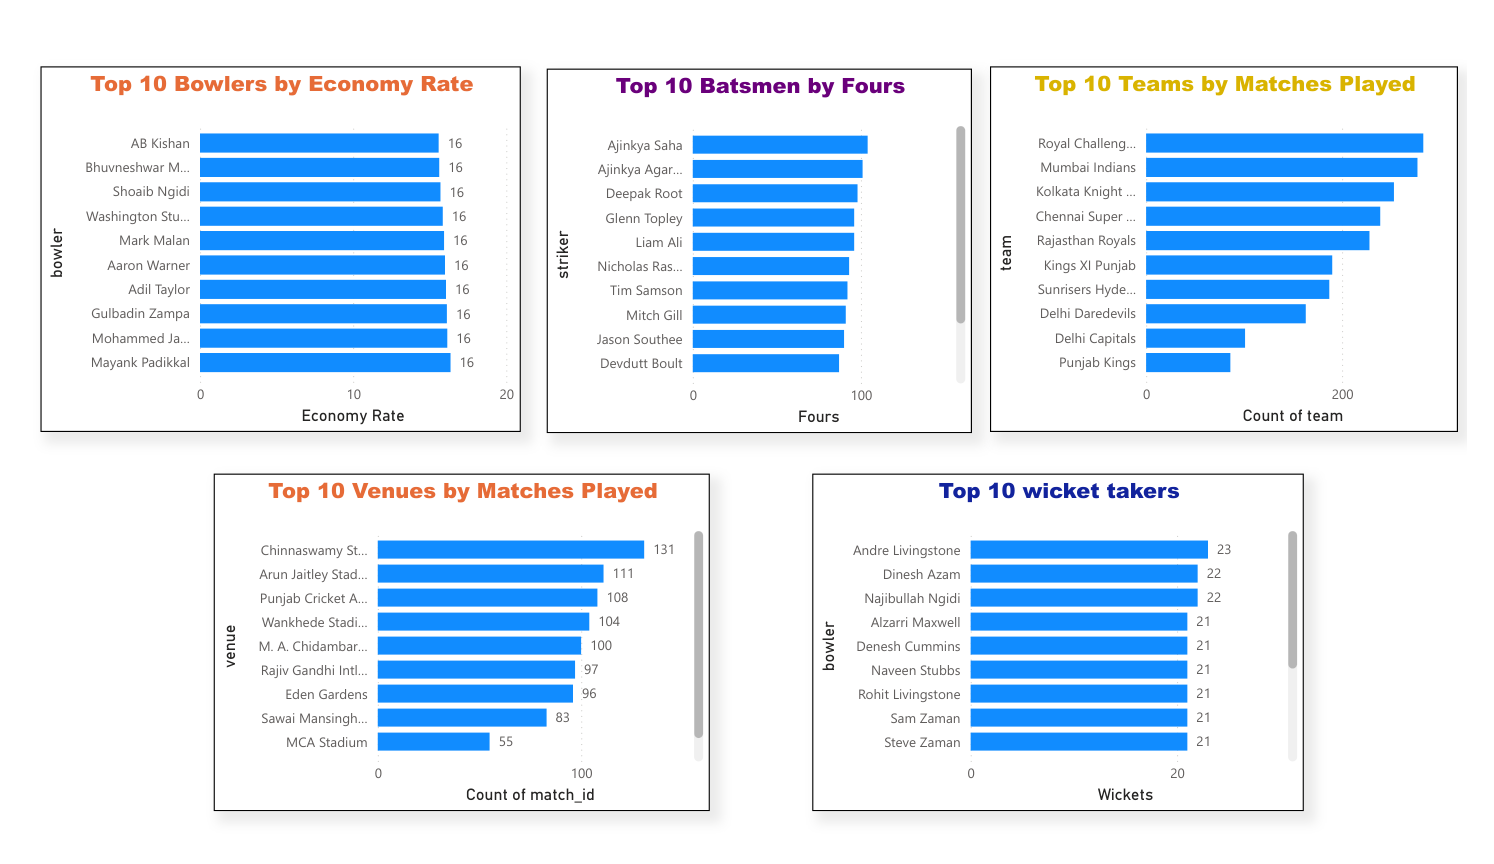 Top 10 Bowlers by Economy Rate
bowler
AB Kishan 16
Bhuvneshwar M... 16
Shoaib Ngidi 16
Washington Stu... 16
Mark Malan 16
Aaron Warner 16
Adil Taylor 16
Gulbadin Zampa 16
Mohammed Ja... 16
Mayank Padikkal 16
0 10 20
Economy Rate
Top 10 Batsmen by Fours
striker
Ajinkya Saha
Ajinkya Agar...
Deepak Root
Glenn Topley
Liam Ali
Nicholas Ras...
Tim Samson
Mitch Gill
Jason Southee
Devdutt Boult
0 100
Fours
Top 10 Teams by Matches Played
team
Royal Challeng...
Mumbai Indians
Kolkata Knight ...
Chennai Super ...
Rajasthan Royals
Kings XI Punjab
Sunrisers Hyde...
Delhi Daredevils
Delhi Capitals
Punjab Kings
0 200
Count of team
Top 10 Venues by Matches Played
venue
Chinnaswamy St... 131
Arun Jaitley Stad... 111
Punjab Cricket A... 108
Wankhede Stadi... 104
M. A. Chidambar... 100
Rajiv Gandhi Intl... 97
Eden Gardens 96
Sawai Mansingh... 83
MCA Stadium 55
0 100
Count of match_id
Top 10 wicket takers
bowler
Andre Livingstone 23
Dinesh Azam 22
Najibullah Ngidi 22
Alzarri Maxwell 21
Denesh Cummins 21
Naveen Stubbs 21
Rohit Livingstone 21
Sam Zaman 21
Steve Zaman 21
0 20
Wickets